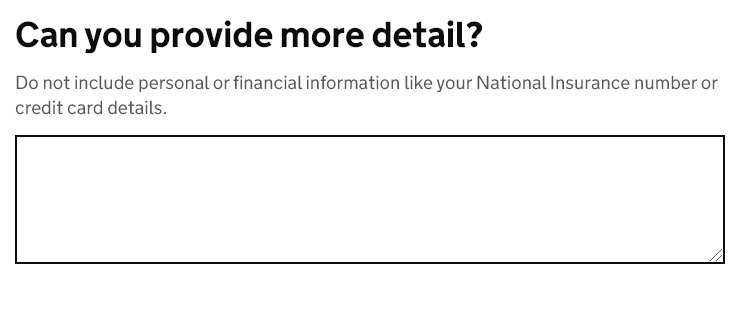 Can you provide more detail?
Do not include personal or financial information like your National Insurance number or
credit card details.